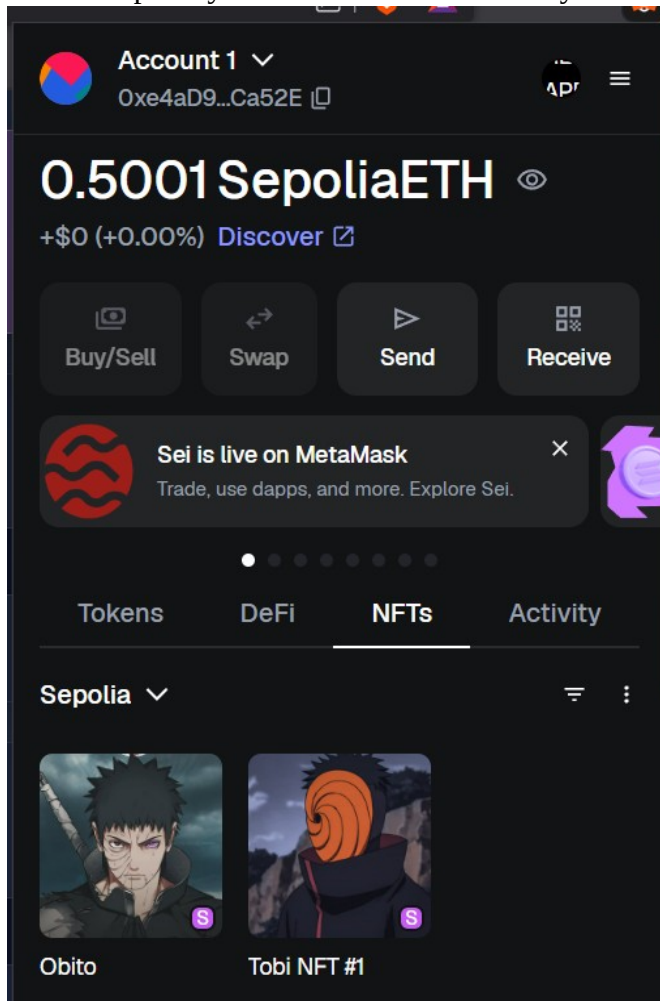 Account 1
0xe4aD9...Ca52E
0.5001 SepoliaETH
+$0 (+0.00%) Discover
Buy/Sell
Swap
Send
Receive
Sei is live on MetaMask
Trade, use dapps, and more. Explore Sei.
Tokens
DeFi
NFTs
Activity
Sepolia
S
S
Obito
Tobi NFT #1